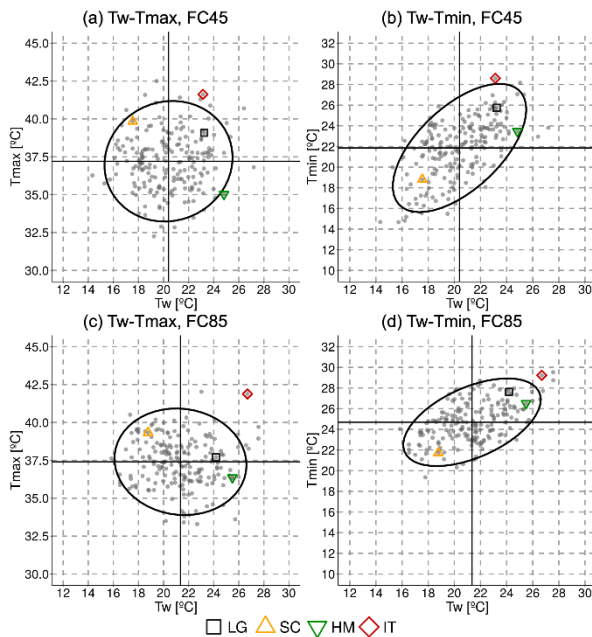 (a) Tw-Tmax, FC45
(b) Tw-Tmin, FC45
45.0
42.5
40.0
37.5
35.0
32.5
30.0
Tmax [ºC]
12 14 16 18 20 22 24 26 28 30
Tw [ºC]
32
30
28
26
24
22
20
18
16
14
12
10
Tmin [ºC]
12 14 16 18 20 22 24 26 28 30
Tw [ºC]
(c) Tw-Tmax, FC85
(d) Tw-Tmin, FC85
45.0
42.5
40.0
37.5
35.0
32.5
30.0
Tmax [ºC]
12 14 16 18 20 22 24 26 28 30
Tw [ºC]
32
30
28
26
24
22
20
18
16
14
12
10
Tmin [ºC]
12 14 16 18 20 22 24 26 28 30
Tw [ºC]
LG SC HM IT